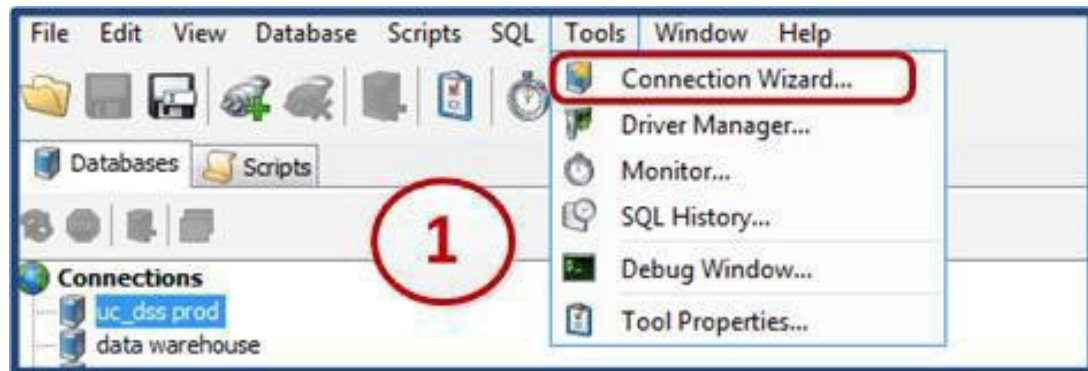 File Edit View Database Scripts SQL Tools Window Help
Connection Wizard...
Driver Manager...
Monitor...
SQL History...
Debug Window...
Tool Properties...
Databases Scripts
1
Connections
uc_dss prod
data warehouse